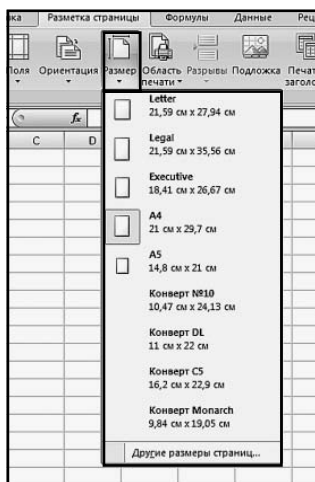 вка Разметка страницы Формулы Данные Рец
Поля Ориентация Размер Область печати Разрывы Подложка Печат
заголо
fx
C D
Letter
21,59 см x 27,94 см
Legal
21,59 см x 35,56 см
Executive
18,41 см x 26,67 см
A4
21 см x 29,7 см
A5
14,8 см x 21 см
Конверт №10
10,47 см x 24,13 см
Конверт DL
11 см x 22 см
Конверт C5
16,2 см x 22,9 см
Конверт Monarch
9,84 см x 19,05 см
Другие размеры страниц...